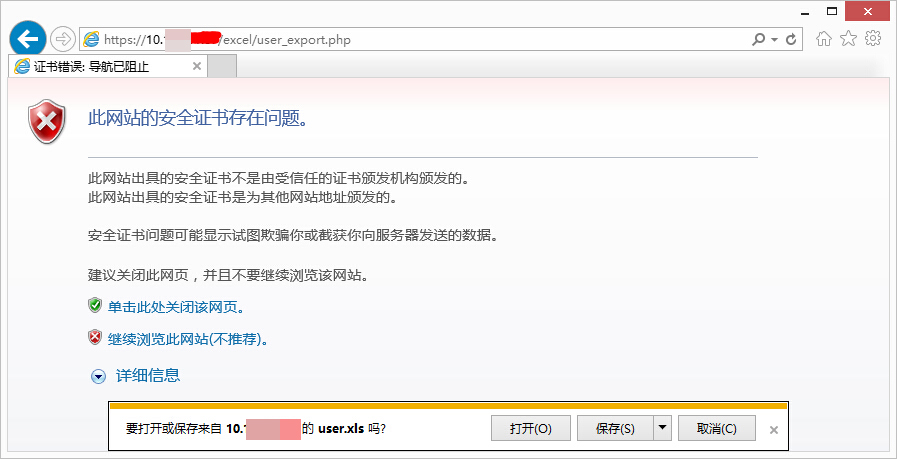 https://10.1 /excel/user_export.php
证书错误: 导航已阻止
此网站的安全证书存在问题。
此网站出具的安全证书不是由受信任的证书颁发机构颁发的。
此网站出具的安全证书是为其他网站地址颁发的。
安全证书问题可能显示试图欺骗你或截获你向服务器发送的数据。
建议关闭此网页，并且不要继续浏览该网站。
单击此处关闭该网页。
继续浏览此网站(不推荐)。
详细信息
要打开或保存来自 10.1 的 user.xls 吗?
打开(O)
保存(S)
取消(C)